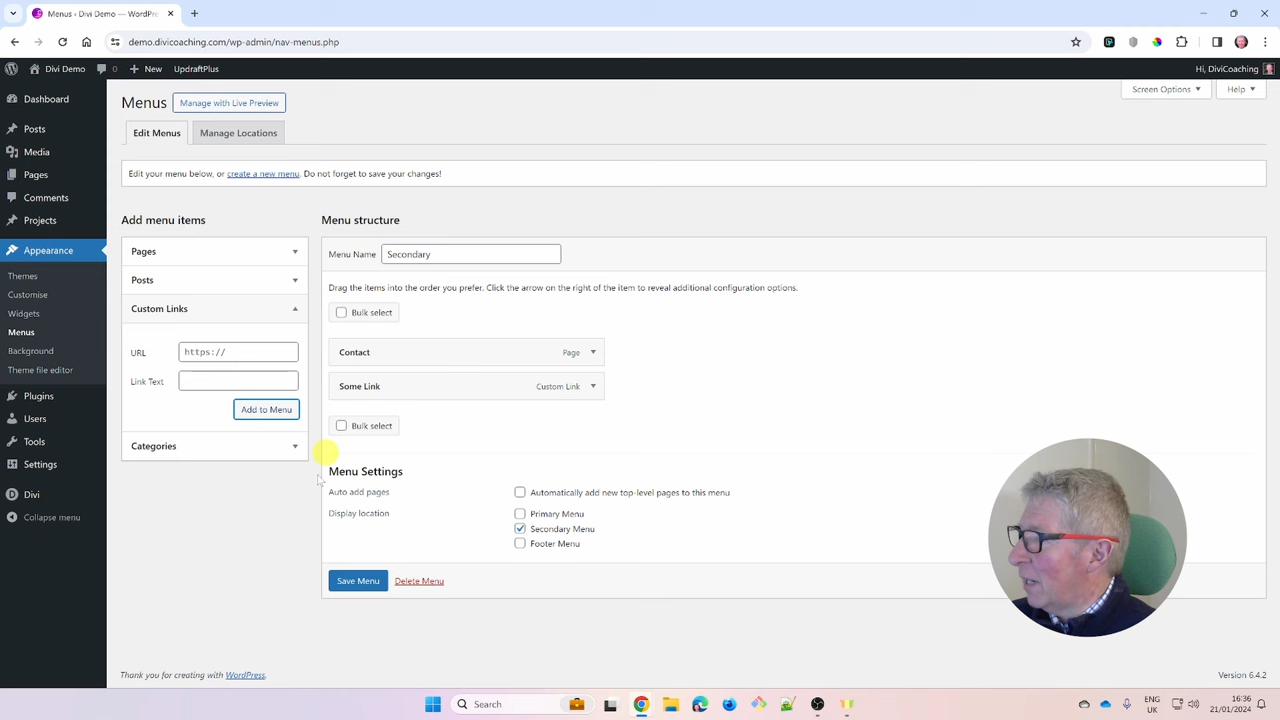 Menus ‹ Divi Demo — WordPre
demo.divicoaching.com/wp-admin/nav-menus.php
Divi Demo 0 New UpdraftPlus Hi, DiviCoaching
Dashboard
Posts
Media
Pages
Comments
Projects
Appearance
Themes
Customise
Widgets
Menus
Background
Theme file editor
Plugins
Users
Tools
Settings
Divi
Collapse menu
Screen Options Help
Menus Manage with Live Preview
Edit Menus Manage Locations
Edit your menu below, or create a new menu. Do not forget to save your changes!
Add menu items
Pages
Posts
Custom Links
URL https://
Link Text
Add to Menu
Categories
Menu structure
Menu Name Secondary
Drag the items into the order you prefer. Click the arrow on the right of the item to reveal additional configuration options.
Bulk select
Contact Page
Some Link Custom Link
Bulk select
Menu Settings
Auto add pages Automatically add new top-level pages to this menu
Display location Primary Menu
Secondary Menu
Footer Menu
Save Menu Delete Menu
Thank you for creating with WordPress. Version 6.4.2
Search
ENG
UK
16:36
21/01/2024